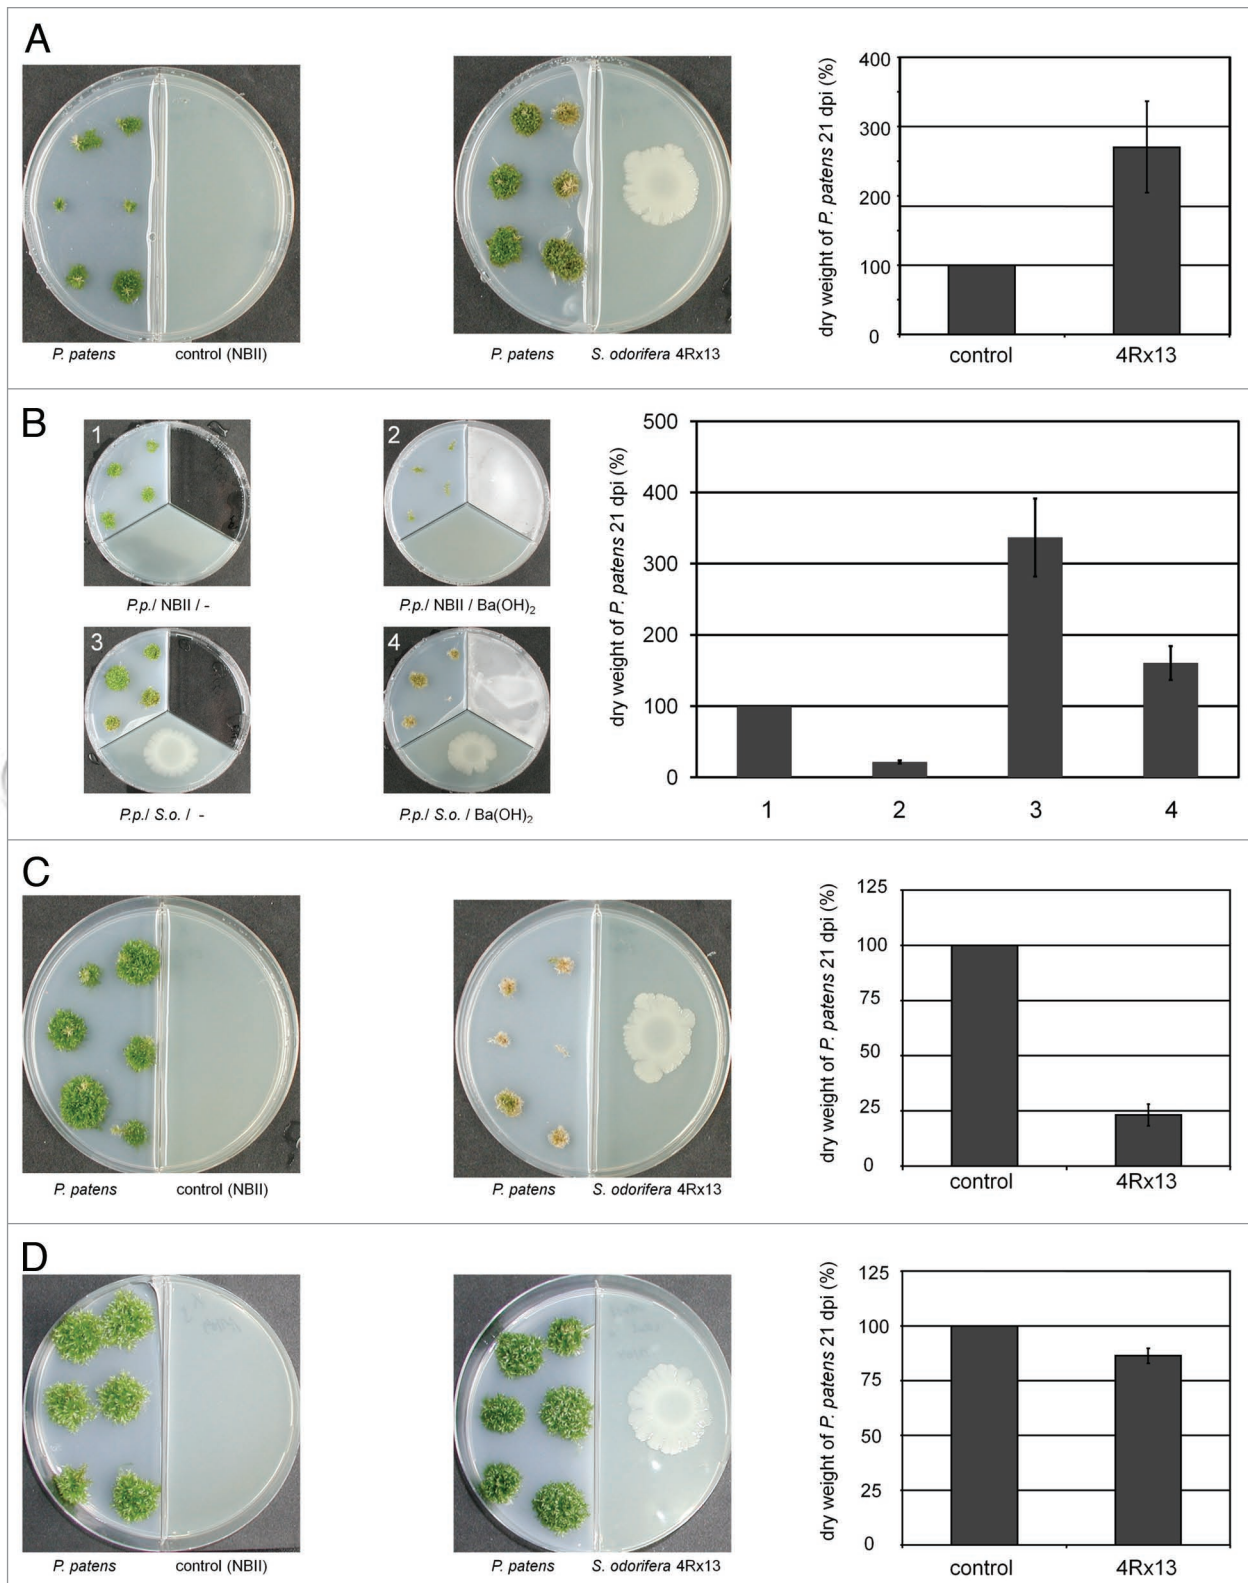 A
P. patens control (NBII)
P. patens S. odorifera 4Rx13
dry weight of P. patens 21 dpi (%)
400
300
200
100
0
control 4Rx13
B
1
P.p./ NBII / -
2
P.p./ NBII / Ba(OH)2
3
P.p./ S.o. / -
4
P.p./ S.o. / Ba(OH)2
dry weight of P. patens 21 dpi (%)
500
400
300
200
100
0
1 2 3 4
C
P. patens control (NBII)
P. patens S. odorifera 4Rx13
dry weight of P. patens 21 dpi (%)
125
100
75
50
25
0
control 4Rx13
D
P. patens control (NBII)
P. patens S. odorifera 4Rx13
dry weight of P. patens 21 dpi (%)
125
100
75
50
25
0
control 4Rx13